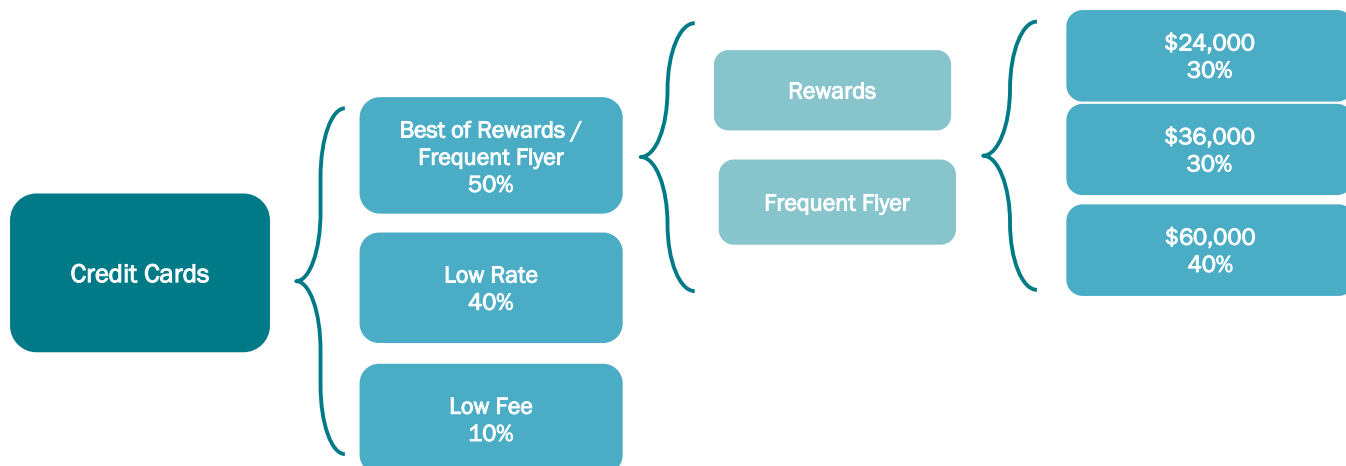 Credit Cards
Best of Rewards /
Frequent Flyer
50%
Low Rate
40%
Low Fee
10%
Rewards
Frequent Flyer
$24,000
30%
$36,000
30%
$60,000
40%